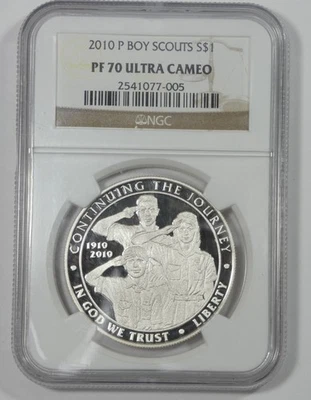 2010 P BOY SCOUTS S$1
PF 70 ULTRA CAMEO
2541077-005
NGC
CONTINUING THE JOURNEY
1910
2010
IN GOD WE TRUST • LIBERTY